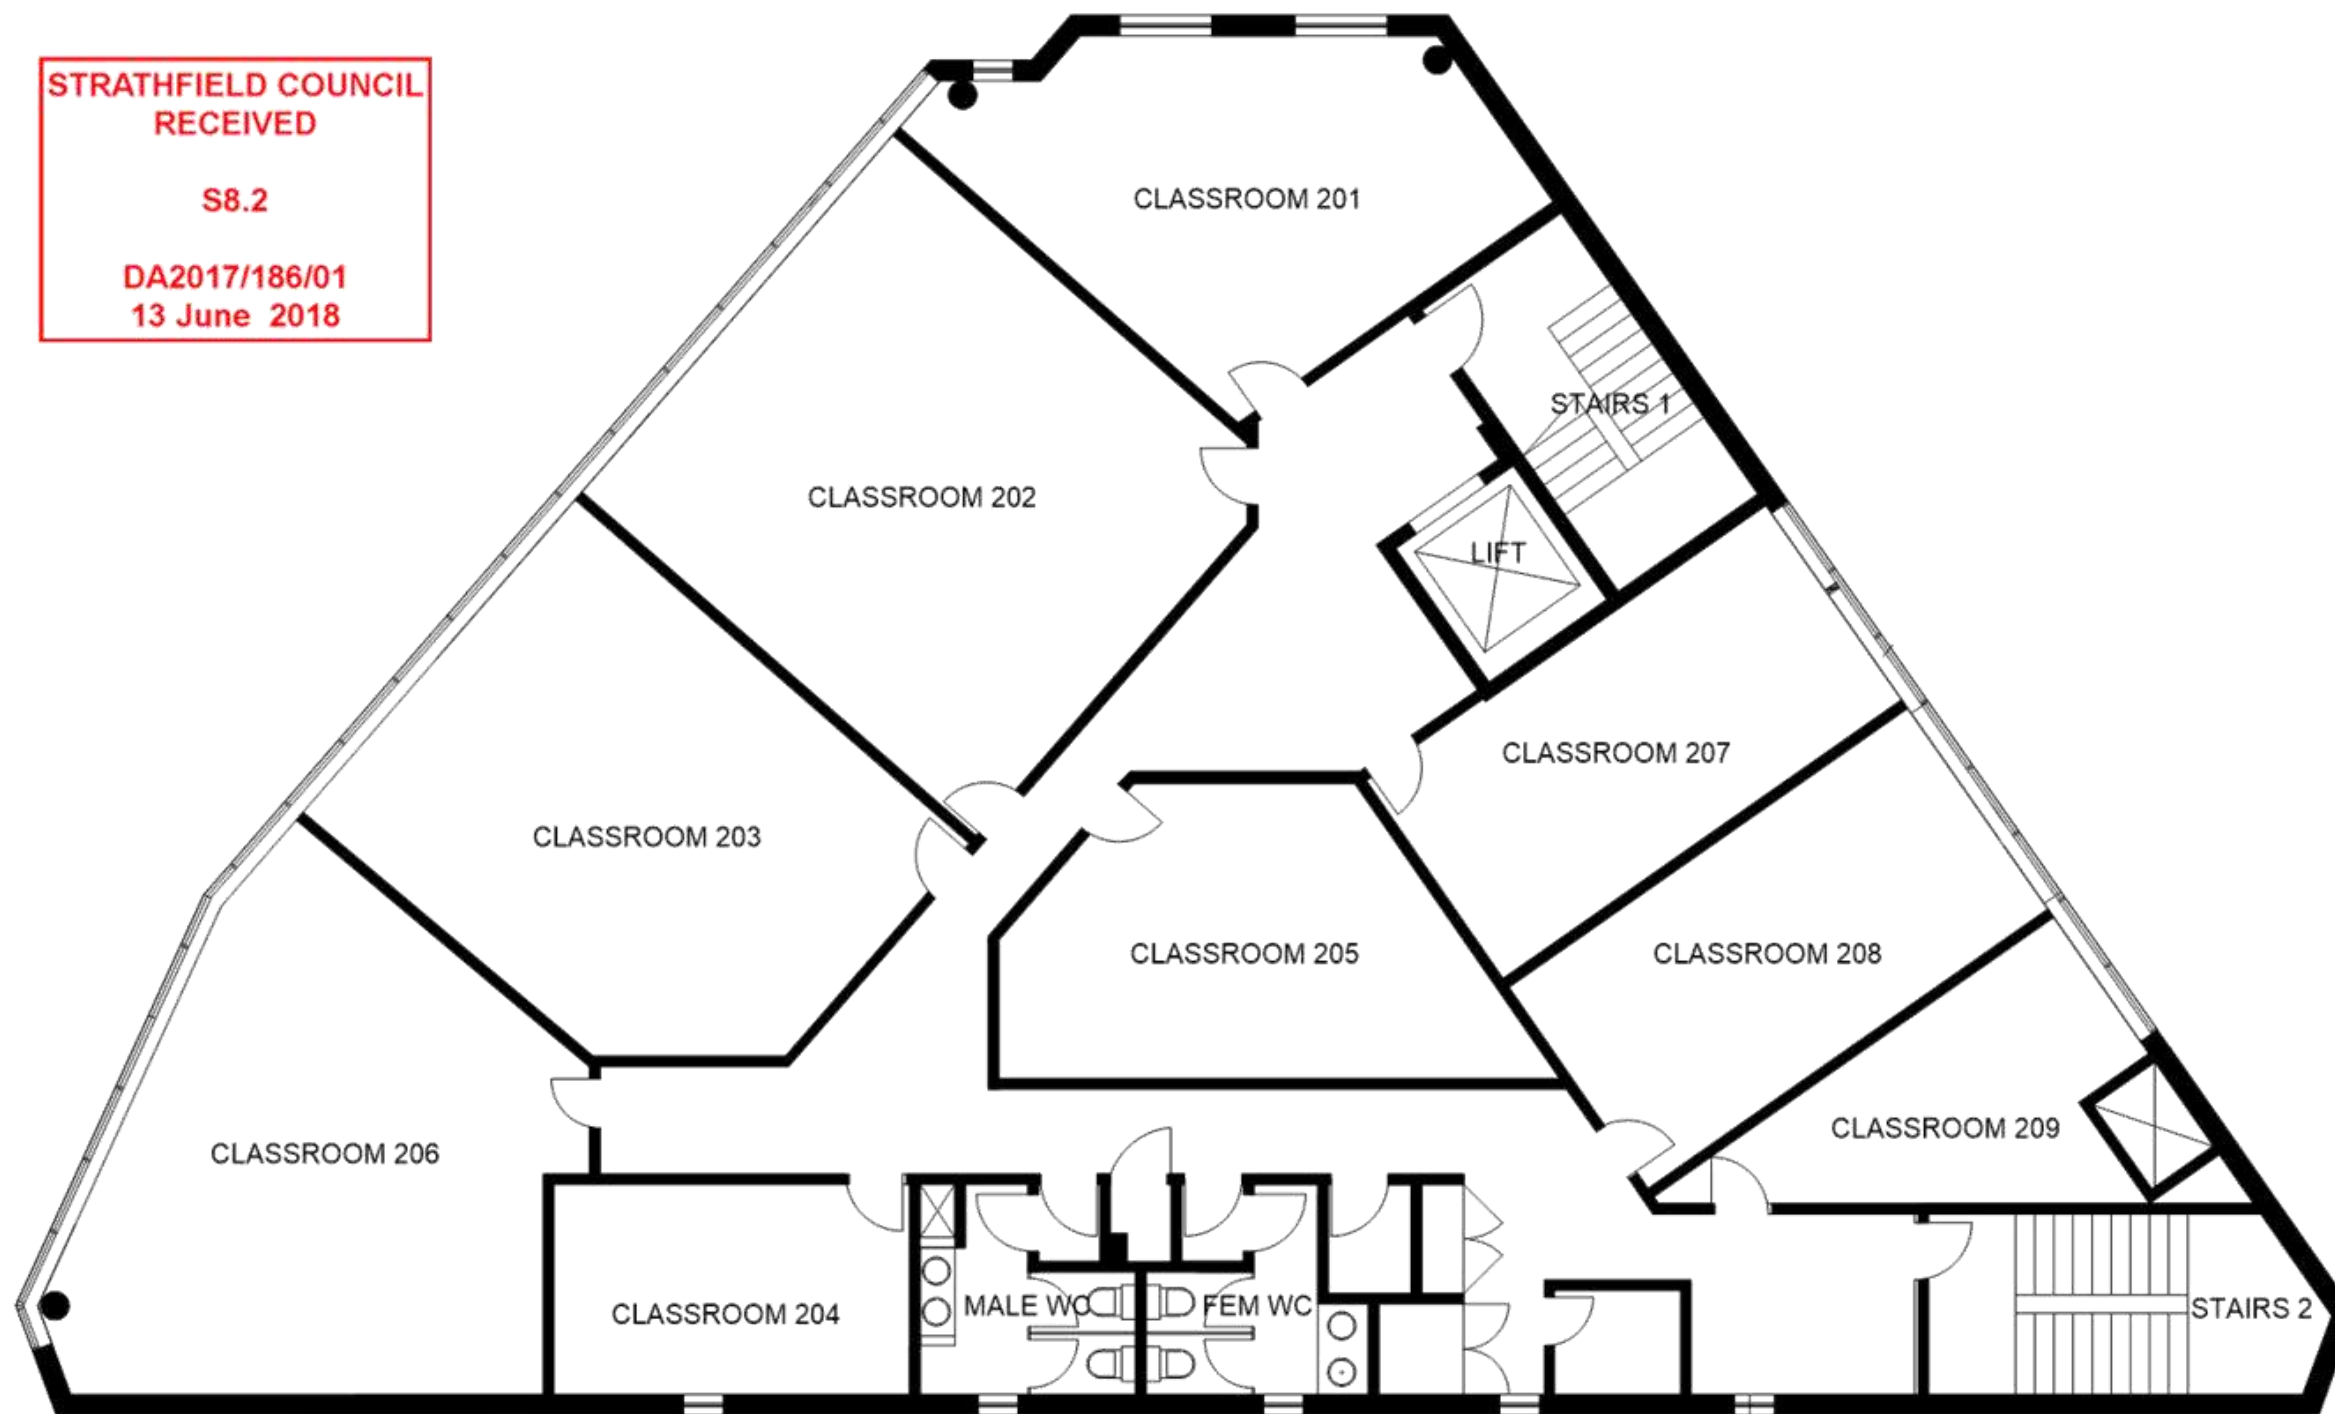 STRATHFIELD COUNCIL
RECEIVED
S8.2
DA2017/186/01
13 June 2018
CLASSROOM 201
STAIRS 1
CLASSROOM 202
LIFT
CLASSROOM 207
CLASSROOM 203
CLASSROOM 205
CLASSROOM 208
CLASSROOM 209
CLASSROOM 206
MALE WC
FEM WC
STAIRS 2
CLASSROOM 204